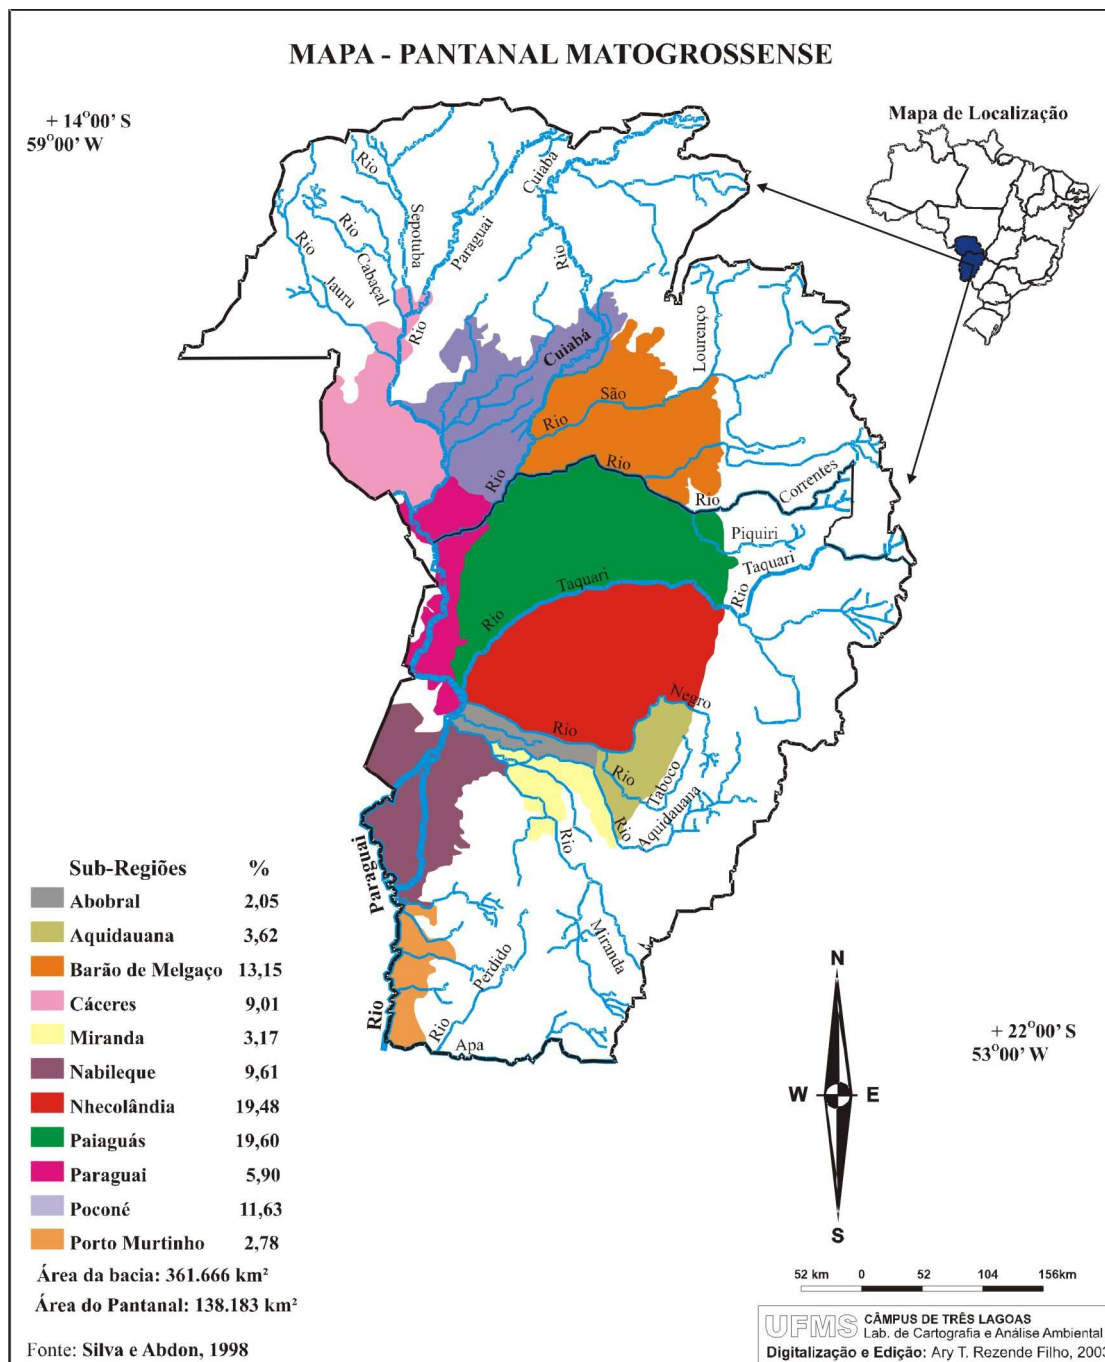 MAPA - PANTANAL MATOGROSSENSE
+ 14°00' S
59°00' W
Mapa de Localização
Rio
Sepotuba
Rio
Cabaçal
Rio
Jauru
Paraguai
Rio
Cuiaba
Rio
Cuiabá
Rio
Lourenço
São
Rio
Rio
Rio
Correntes
Piquiri
Taquari
Rio
Taquari
Rio
Negro
Rio
Rio
Taboco
Rio
Aquidauana
Rio
Miranda
Paraguai
Rio
Perdido
Rio
Apa
Sub-Regiões %
Abobral 2,05
Aquidauana 3,62
Barão de Melgaço 13,15
Cáceres 9,01
Miranda 3,17
Nabileque 9,61
Nhecolândia 19,48
Paiaguás 19,60
Paraguai 5,90
Poconé 11,63
Porto Murtinho 2,78
Área da bacia: 361.666 km²
Área do Pantanal: 138.183 km²
Fonte: Silva e Abdon, 1998
N
W E
S
+ 22°00' S
53°00' W
52 km 0 52 104 156km
UFMS CÂMPUS DE TRÊS LAGOAS
Lab. de Cartografia e Análise Ambiental
Digitalização e Edição: Ary T. Rezende Filho, 2003